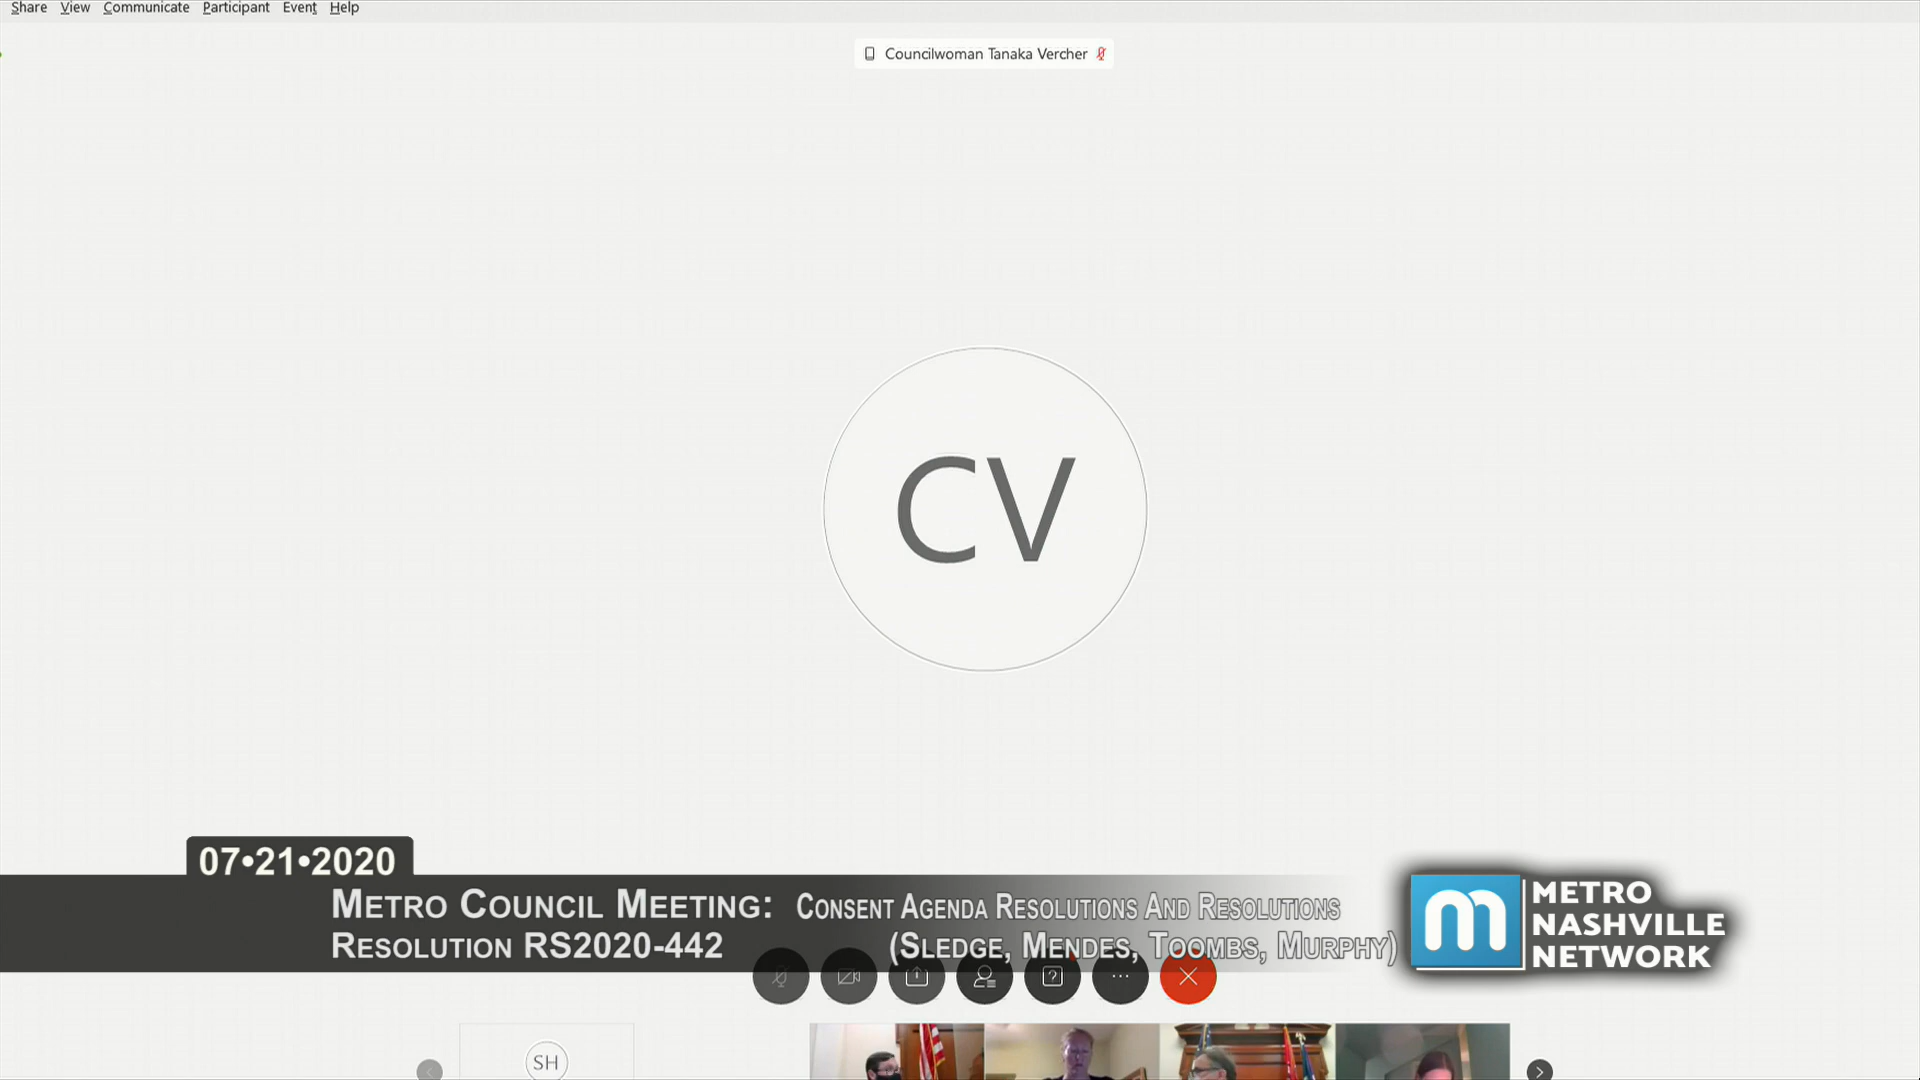 Share View Communicate Participant Event Help
Councilwoman Tanaka Vercher
CV
07•21•2020
METRO COUNCIL MEETING: CONSENT AGENDA RESOLUTIONS AND RESOLUTIONS
RESOLUTION RS2020-442 (SLEDGE, MENDES, TOOMBS, MURPHY)
m METRO
NASHVILLE
NETWORK
SH